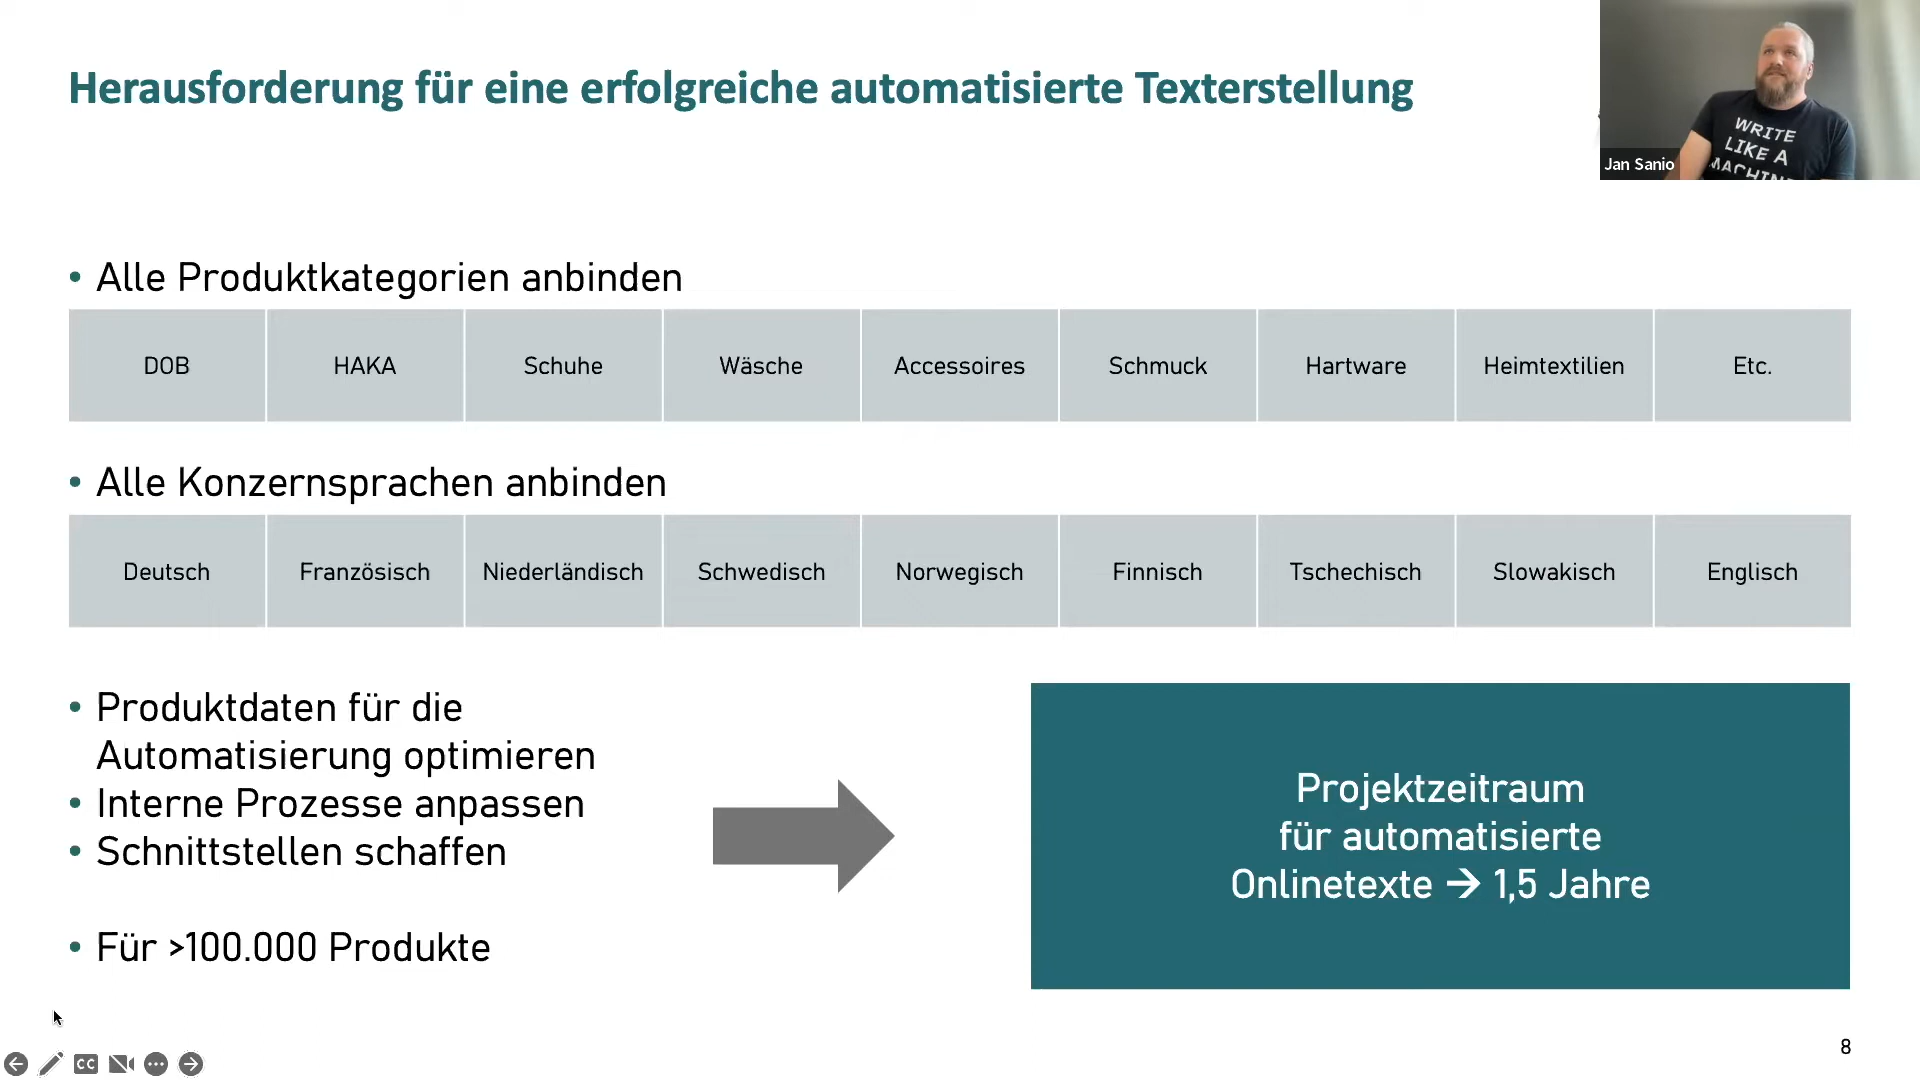 Herausforderung für eine erfolgreiche automatisierte Texterstellung
WRITE
LIKE A
Jan Sanio
• Alle Produktkategorien anbinden
DOB HAKA Schuhe Wäsche Accessoires Schmuck Hartware Heimtextilien Etc.
• Alle Konzernsprachen anbinden
Deutsch Französisch Niederländisch Schwedisch Norwegisch Finnisch Tschechisch Slowakisch Englisch
• Produktdaten für die
Automatisierung optimieren
• Interne Prozesse anpassen
• Schnittstellen schaffen
• Für >100.000 Produkte
Projektzeitraum
für automatisierte
Onlinetexte → 1,5 Jahre
CC
8